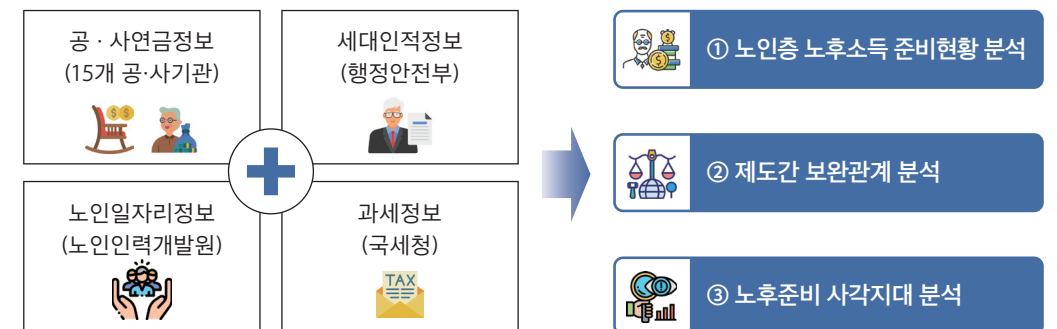 공 · 사연금정보
(15개 공·사기관)
세대인적정보
(행정안전부)
노인일자리정보
(노인인력개발원)
과세정보
(국세청)
TAX
① 노인층 노후소득 준비현황 분석
② 제도간 보완관계 분석
③ 노후준비 사각지대 분석